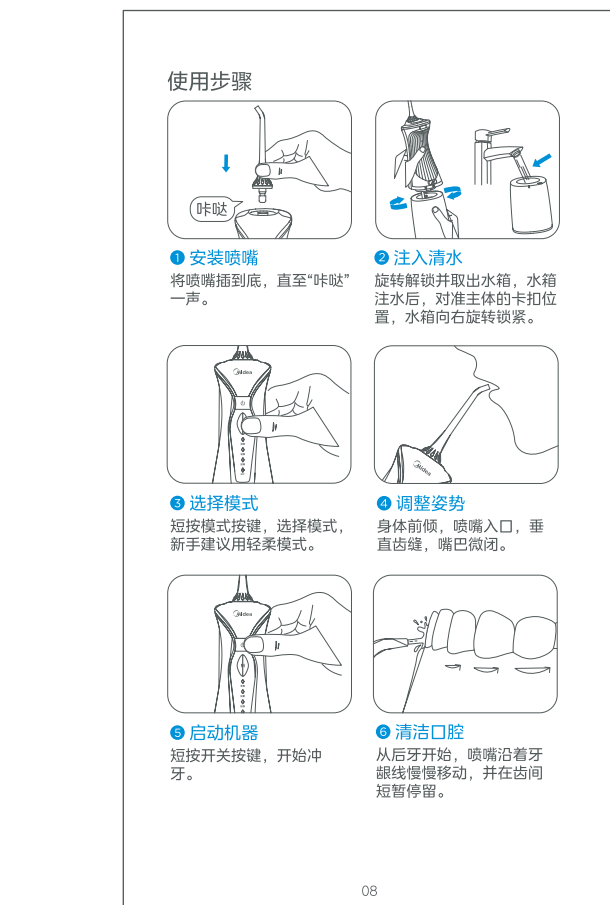 使用步骤
咔哒
❶ 安装喷嘴
将喷嘴插到底，直至“咔哒”
一声。
❷ 注入清水
旋转解锁并取出水箱，水箱
注水后，对准主体的卡扣位
置，水箱向右旋转锁紧。
Midea
❸ 选择模式
短按模式按键，选择模式，
新手建议用轻柔模式。
Midea
❹ 调整姿势
身体前倾，喷嘴入口，垂
直齿缝，嘴巴微闭。
Midea
❺ 启动机器
短按开关按键，开始冲
牙。
❻ 清洁口腔
从后牙开始，喷嘴沿着牙
龈线慢慢移动，并在齿间
短暂停留。
08